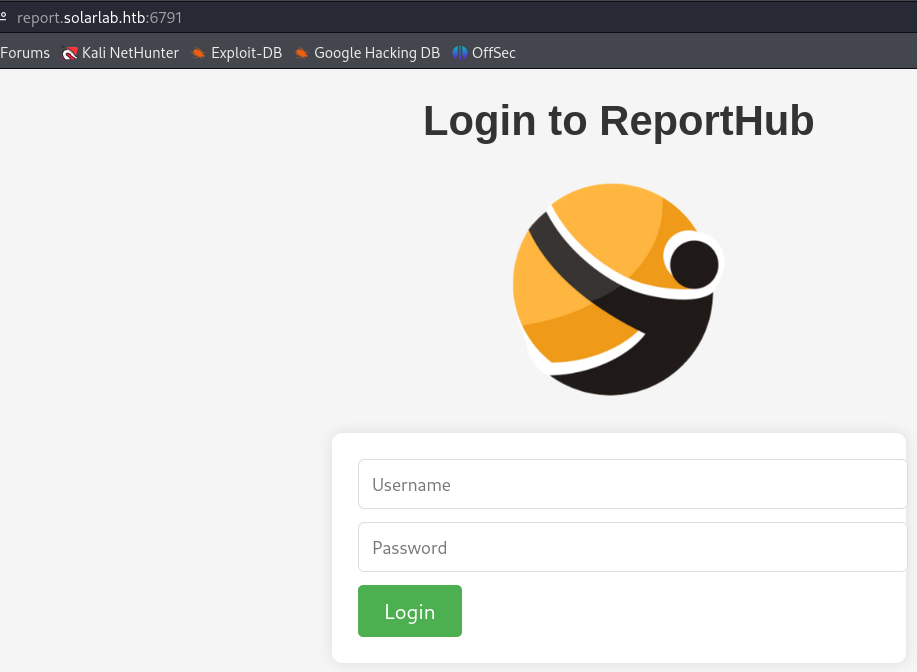 report.solarlab.htb:6791
Forums Kali NetHunter Exploit-DB Google Hacking DB OffSec
Login to ReportHub
Username
Password
Login